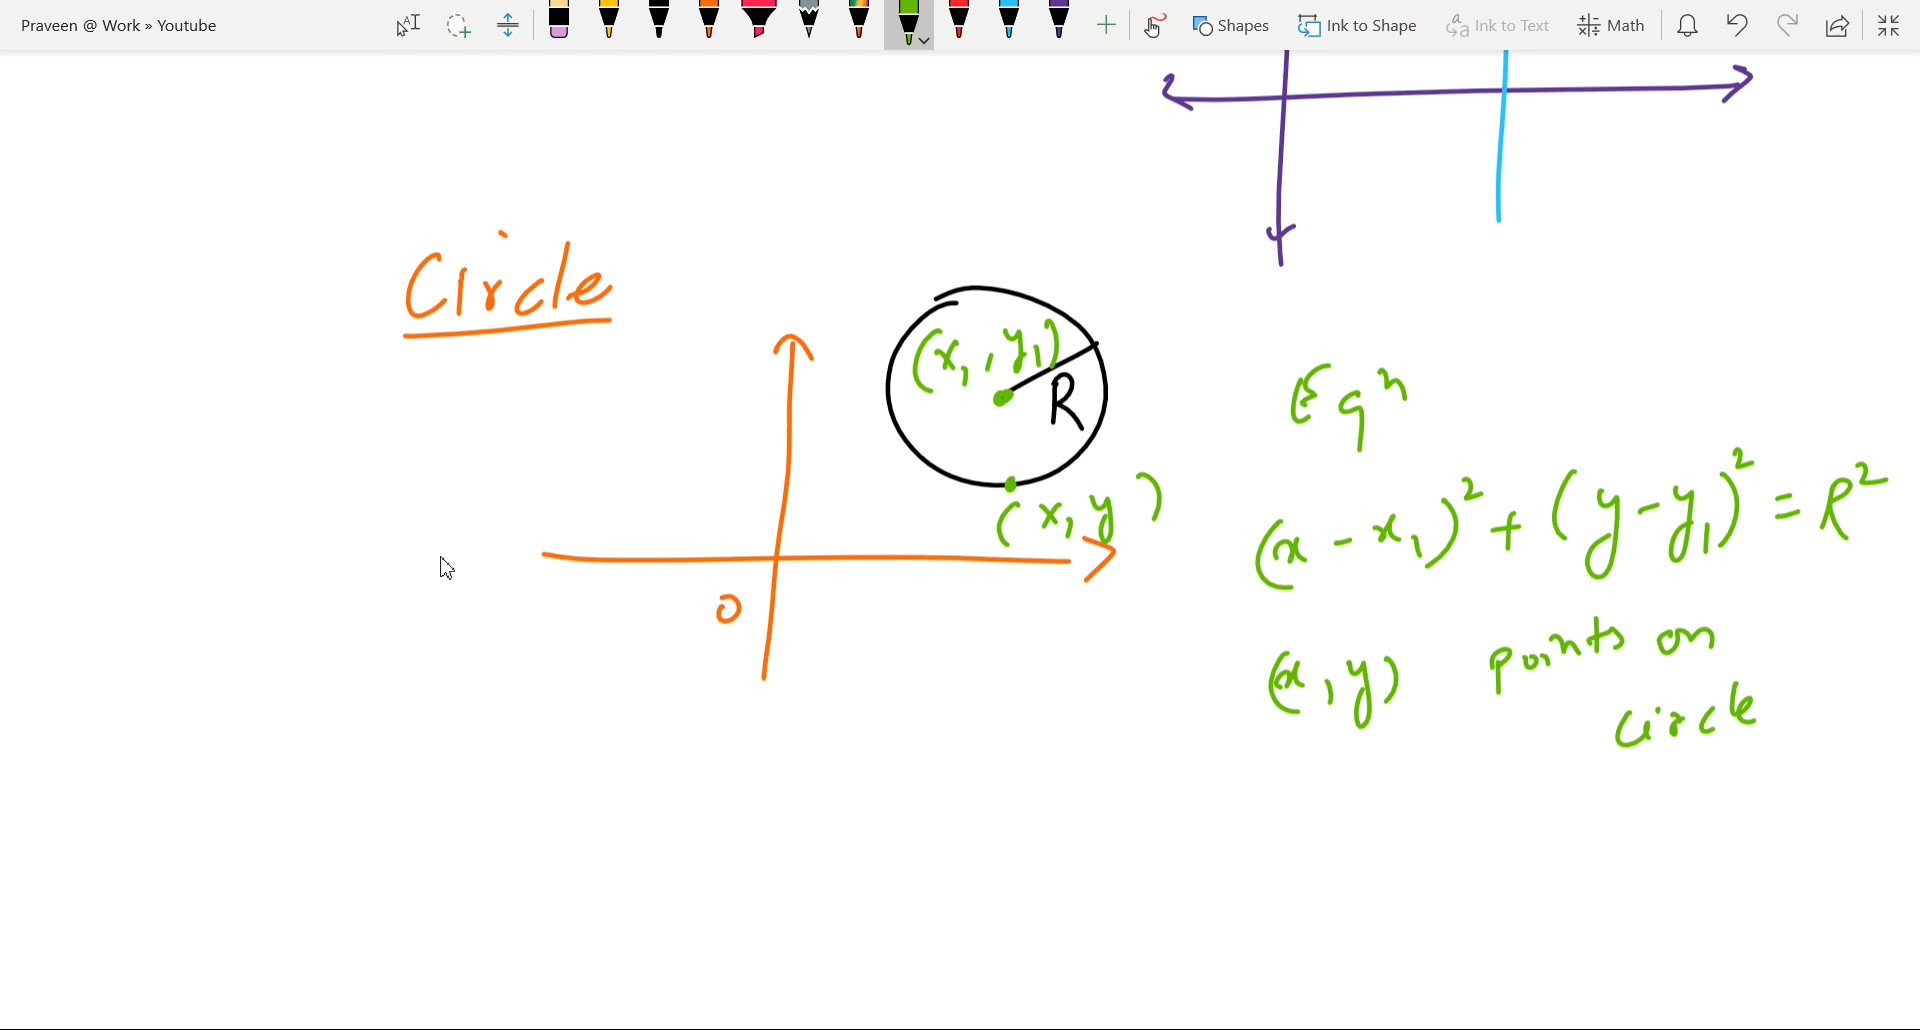 Praveen @ Work » Youtube
Shapes
Ink to Shape
Ink to Text
Math
Circle
(x₁, y₁)
R
(x, y)
O
Eqⁿ
(x - x₁)² + (y - y₁)² = R²
(x, y) points on
circle